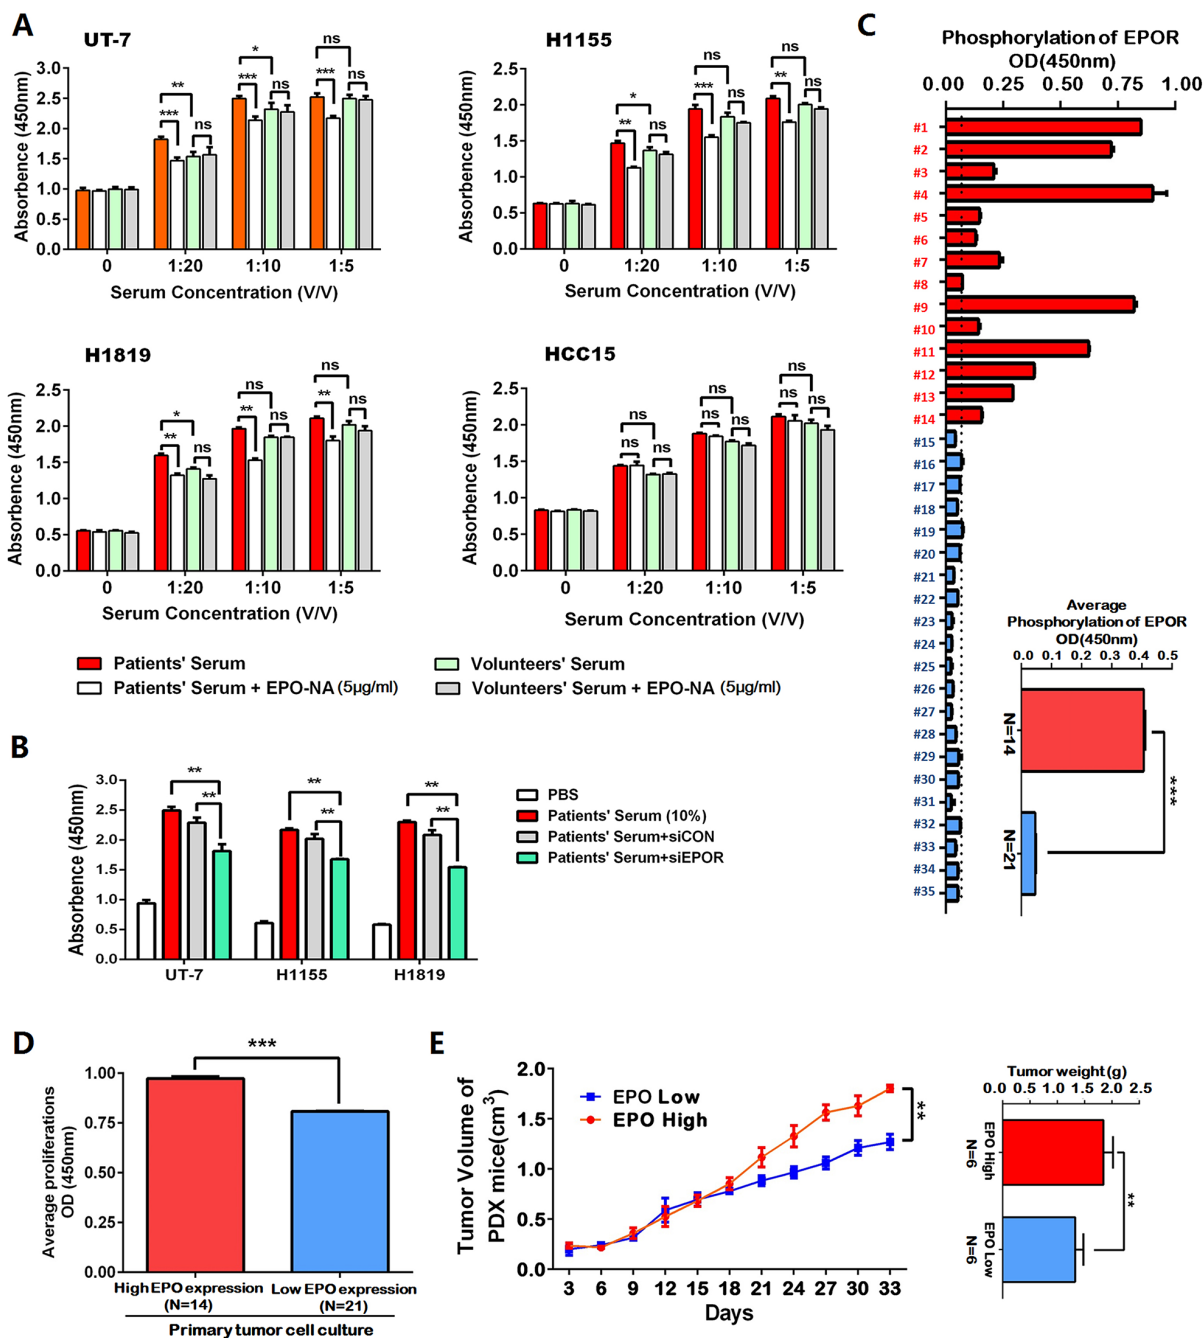 A
UT-7
Absorbence (450nm)
3.0
2.5
2.0
1.5
1.0
0.5
0.0
***
**
ns
***
*
ns
***
ns
ns
0 1:20 1:10 1:5
Serum Concentration (V/V)
H1155
Absorbence (450nm)
2.5
2.0
1.5
1.0
0.5
0.0
**
*
ns
***
ns
ns
**
ns
ns
0 1:20 1:10 1:5
Serum Concentration (V/V)
H1819
Absorbence (450nm)
2.5
2.0
1.5
1.0
0.5
0.0
**
*
ns
**
ns
ns
**
ns
ns
0 1:20 1:10 1:5
Serum Concentration (V/V)
HCC15
Absorbence (450nm)
2.5
2.0
1.5
1.0
0.5
0.0
ns
ns
ns
ns
ns
ns
ns
ns
ns
0 1:20 1:10 1:5
Serum Concentration (V/V)
Patients' Serum
Patients' Serum + EPO-NA (5µg/ml)
Volunteers' Serum
Volunteers' Serum + EPO-NA (5µg/ml)
B
Absorbence (450nm)
3.0
2.5
2.0
1.5
1.0
0.5
0.0
**
**
**
**
**
**
UT-7 H1155 H1819
PBS
Patients' Serum (10%)
Patients' Serum+siCON
Patients' Serum+siEPOR
C
Phosphorylation of EPOR
OD(450nm)
0.00 0.25 0.50 0.75 1.00
#1
#2
#3
#4
#5
#6
#7
#8
#9
#10
#11
#12
#13
#14
#15
#16
#17
#18
#19
#20
#21
#22
#23
#24
#25
#26
#27
#28
#29
#30
#31
#32
#33
#34
#35
Average
Phosphorylation of EPOR
OD(450nm)
0.0 0.1 0.2 0.3 0.4 0.5
N=14
N=21
***
D
Average proliferations
OD (450nm)
1.00
0.75
0.50
0.25
0.00
***
High EPO expression
(N=14)
Low EPO expression
(N=21)
Primary tumor cell culture
E
Tumor Volume of
PDX mice(cm3)
2.0
1.5
1.0
0.5
0.0
EPO Low
EPO High
**
3 6 9 12 15 18 21 24 27 30 33
Days
Tumor weight (g)
0.0 0.5 1.0 1.5 2.0 2.5
EPO High
N=6
EPO Low
N=6
**